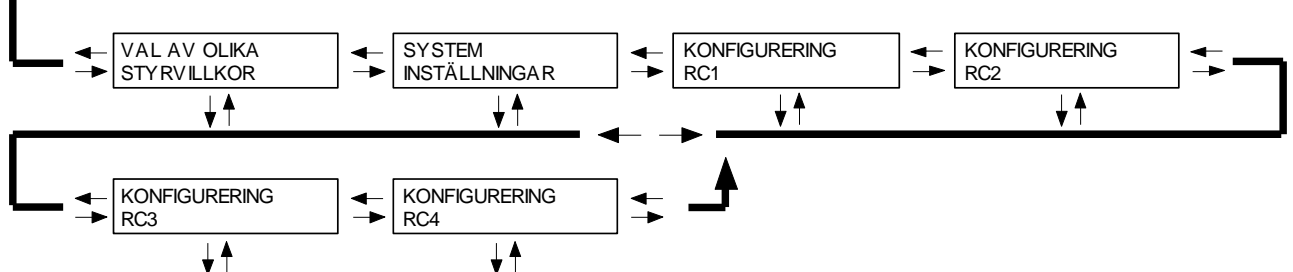 VAL AV OLIKA
STYRVILLKOR
SYSTEM
INSTÄLLNINGAR
KONFIGURERING
RC1
KONFIGURERING
RC2
KONFIGURERING
RC3
KONFIGURERING
RC4